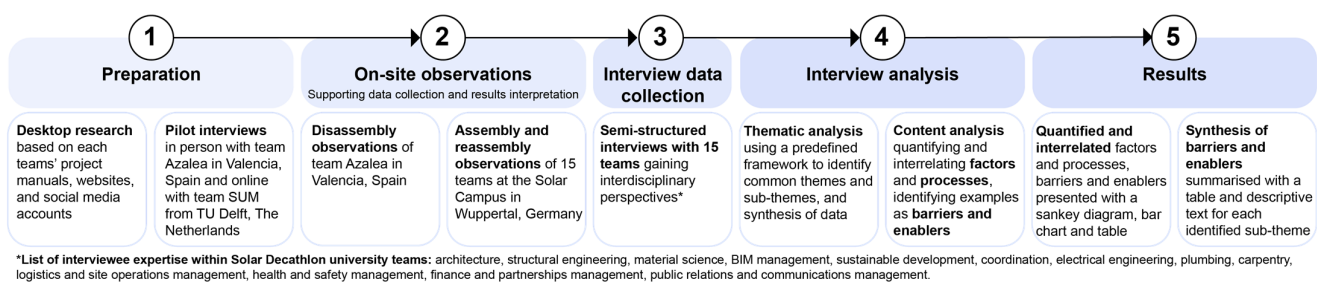 1
Preparation
Desktop research
based on each
teams' project
manuals, websites,
and social media
accounts
Pilot interviews
in person with team
Azalea in Valencia,
Spain and online
with team SUM
from TU Delft, The
Netherlands
2
On-site observations
Supporting data collection and results interpretation
Disassembly
observations of
team Azalea in
Valencia, Spain
Assembly and
reassembly
observations of 15
teams at the Solar
Campus in
Wuppertal, Germany
3
Interview data
collection
Semi-structured
interviews with 15
teams gaining
interdisciplinary
perspectives*
4
Interview analysis
Thematic analysis
using a predefined
framework to identify
common themes and
sub-themes, and
synthesis of data
Content analysis
quantifying and
interrelating factors
and processes,
identifying examples
as barriers and
enablers
5
Results
Quantified and
interrelated factors
and processes,
barriers and enablers
presented with a
sankey diagram, bar
chart and table
Synthesis of
barriers and
enablers
summarised with a
table and descriptive
text for each
identified sub-theme
*List of interviewee expertise within Solar Decathlon university teams: architecture, structural engineering, material science, BIM management, sustainable development, coordination, electrical engineering, plumbing, carpentry,
logistics and site operations management, health and safety management, finance and partnerships management, public relations and communications management.